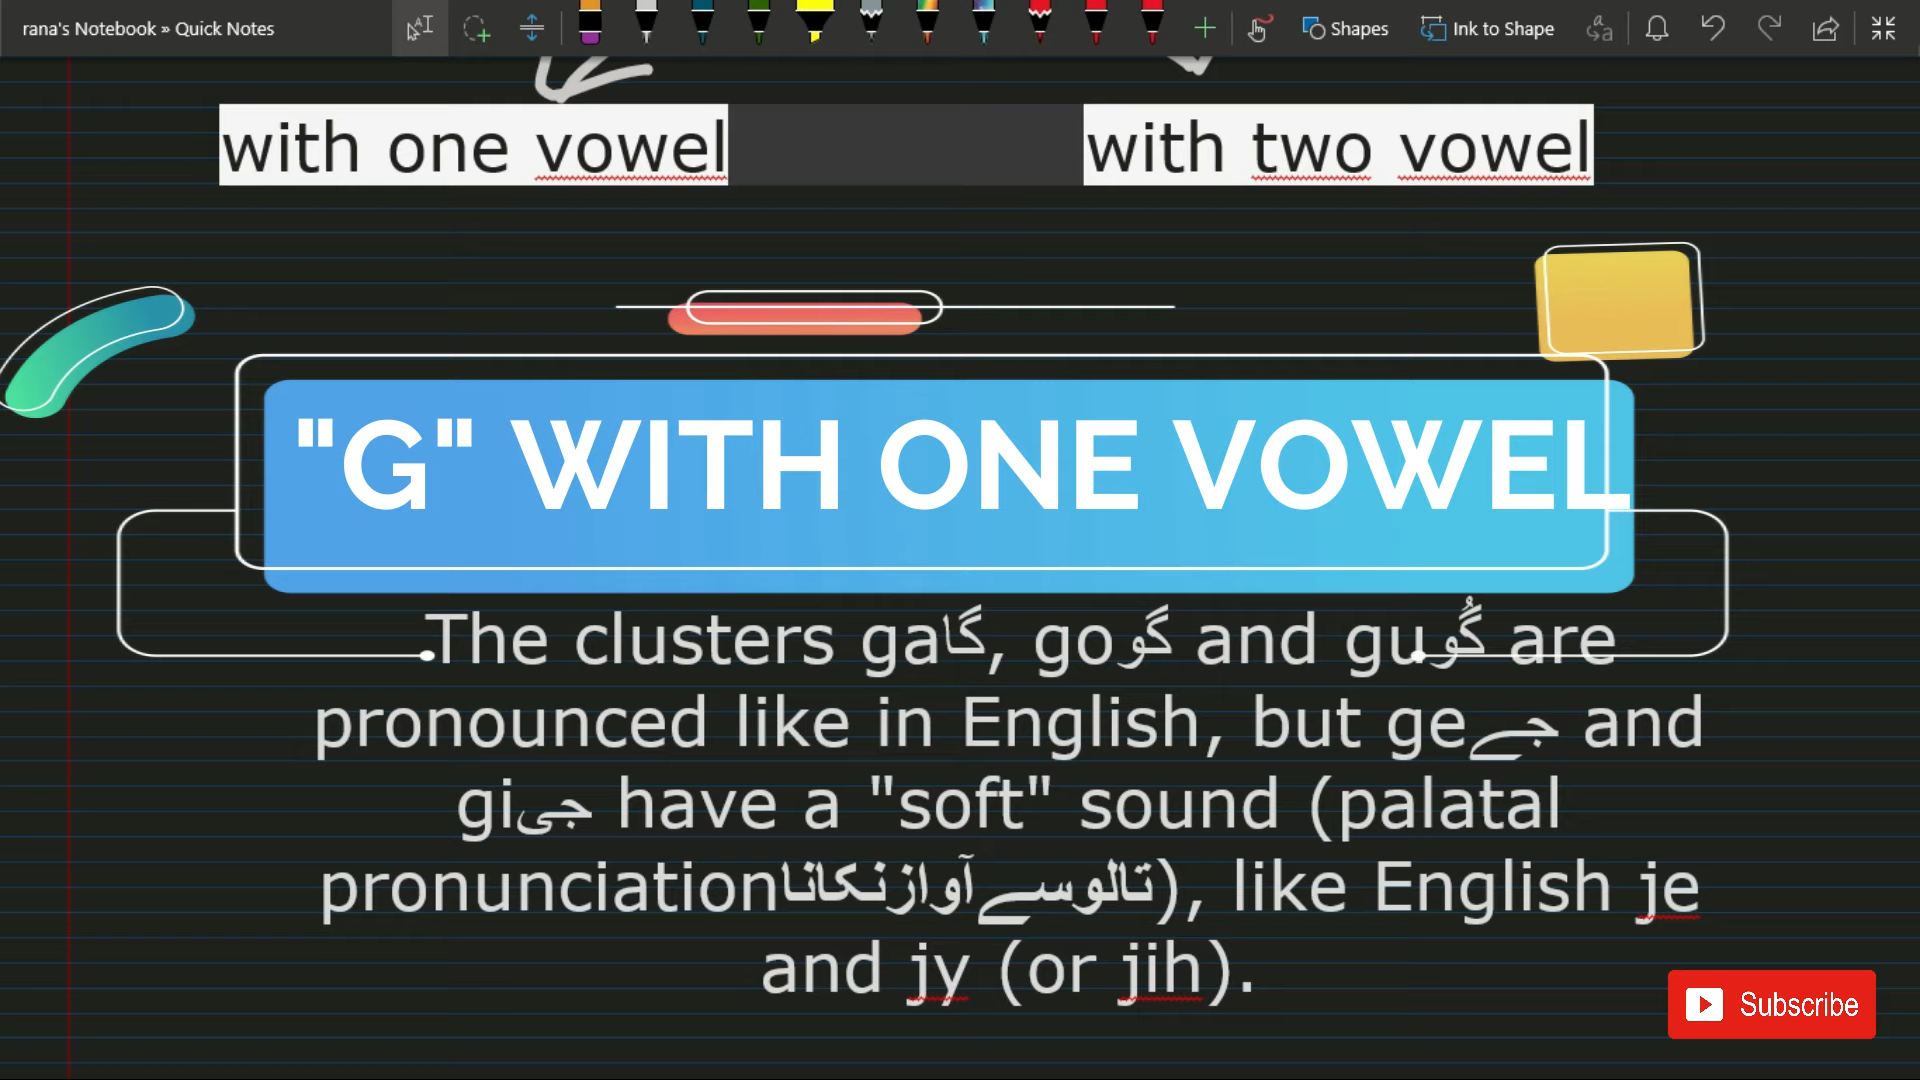 rana's Notebook » Quick Notes
Shapes
Ink to Shape
with one vowel
with two vowel
"G" WITH ONE VOWEL
The clusters gaگا, goگو and guگُو are
pronounced like in English, but geجے and
giجی have a "soft" sound (palatal
pronunciationتالوسےآوازنکانا), like English je
and jy (or jih).
Subscribe